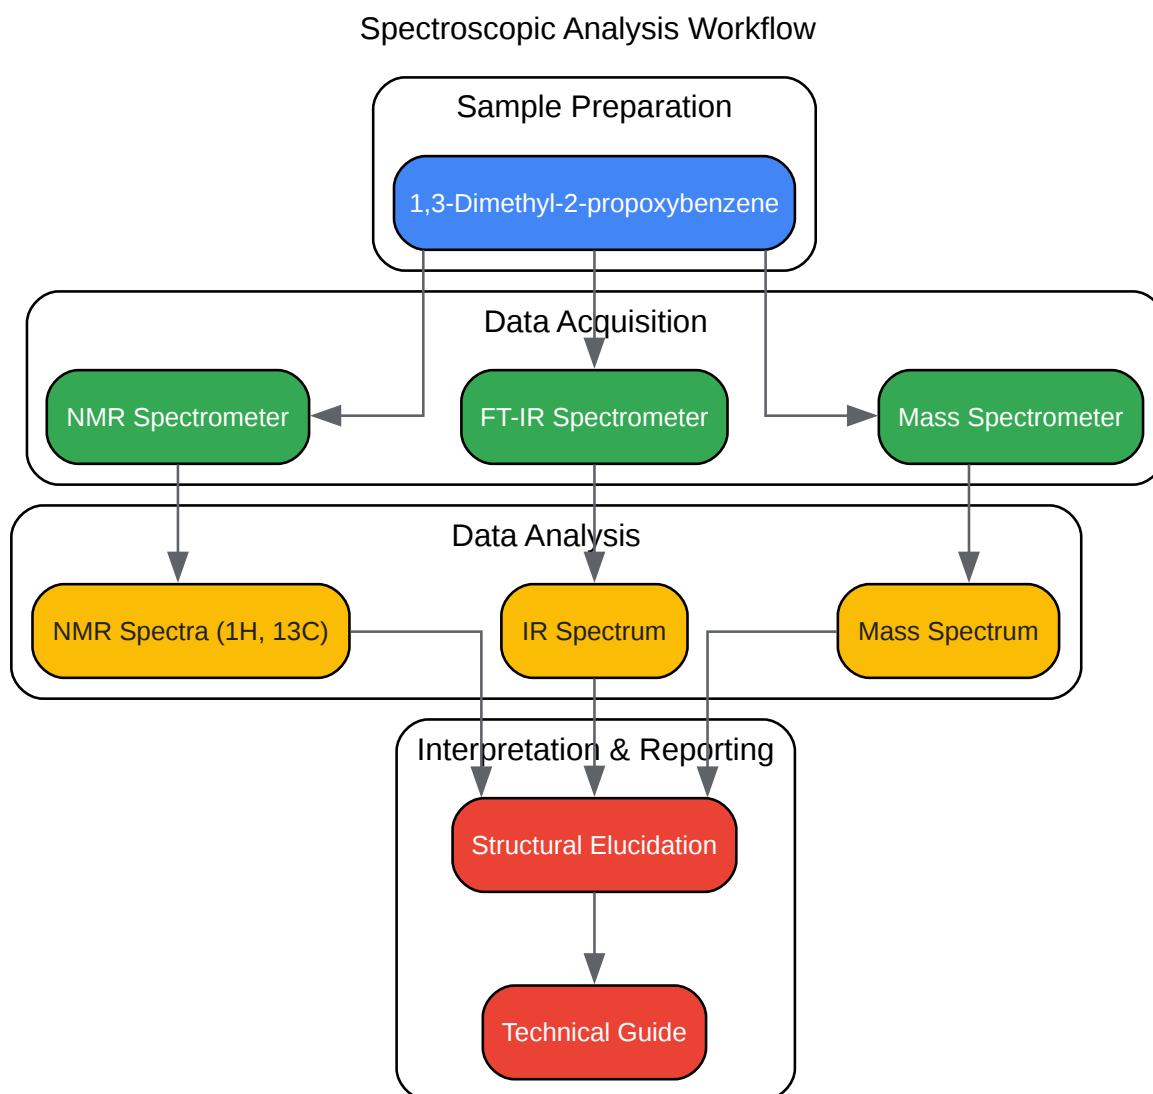 Spectroscopic Analysis Workflow
Sample Preparation
1,3-Dimethyl-2-propoxybenzene
Data Acquisition
NMR Spectrometer
FT-IR Spectrometer
Mass Spectrometer
Data Analysis
NMR Spectra (1H, 13C)
IR Spectrum
Mass Spectrum
Interpretation & Reporting
Structural Elucidation
Technical Guide